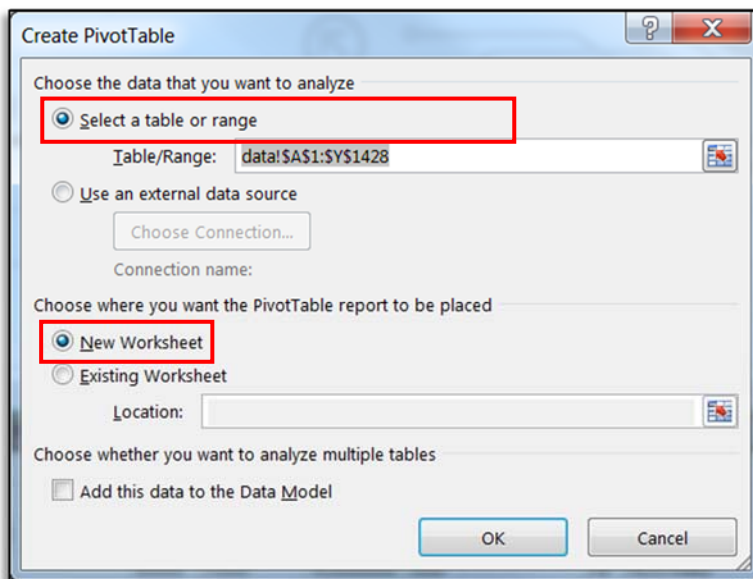 Create PivotTable
Choose the data that you want to analyze
Select a table or range
Table/Range: data!$A$1:$Y$1428
Use an external data source
Choose Connection...
Connection name:
Choose where you want the PivotTable report to be placed
New Worksheet
Existing Worksheet
Location:
Choose whether you want to analyze multiple tables
Add this data to the Data Model
OK Cancel